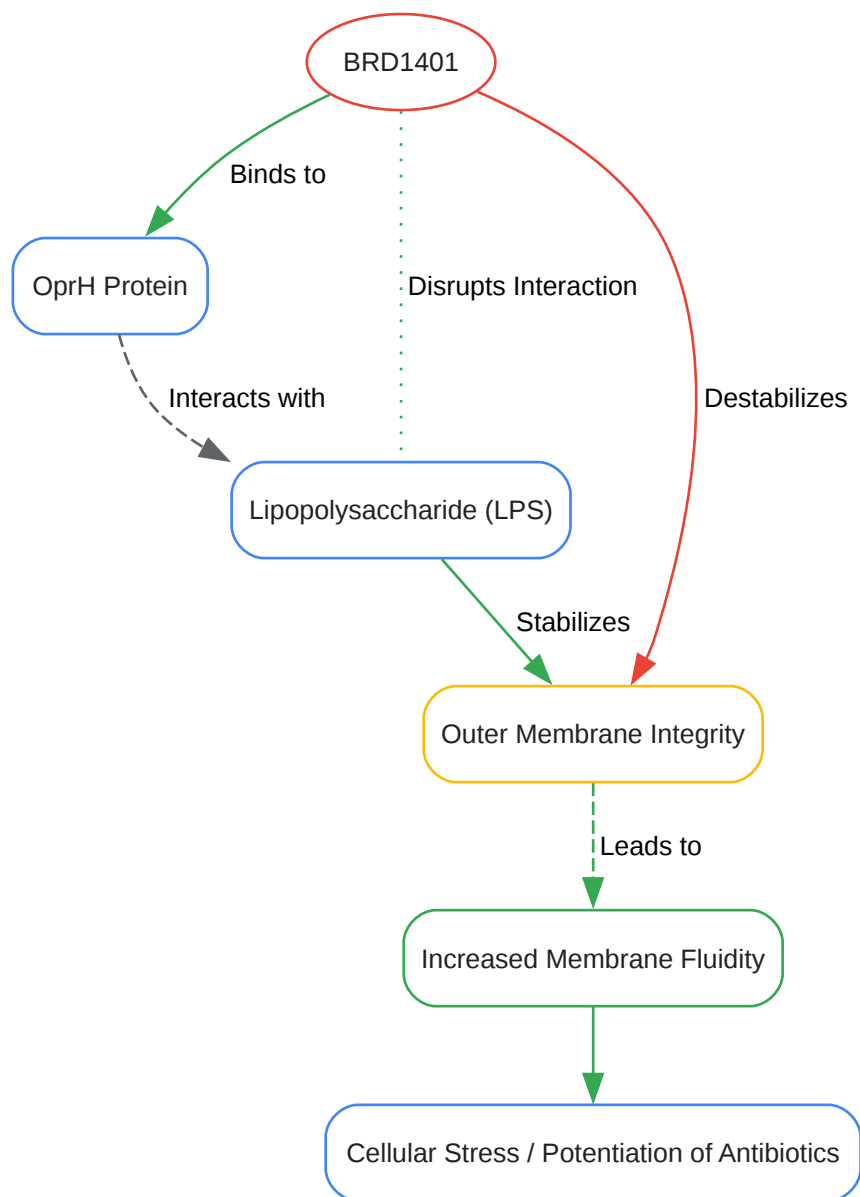 BRD1401
Binds to
OprH Protein
Disrupts Interaction
Interacts with
Destabilizes
Lipopolysaccharide (LPS)
Stabilizes
Outer Membrane Integrity
Leads to
Increased Membrane Fluidity
Cellular Stress / Potentiation of Antibiotics